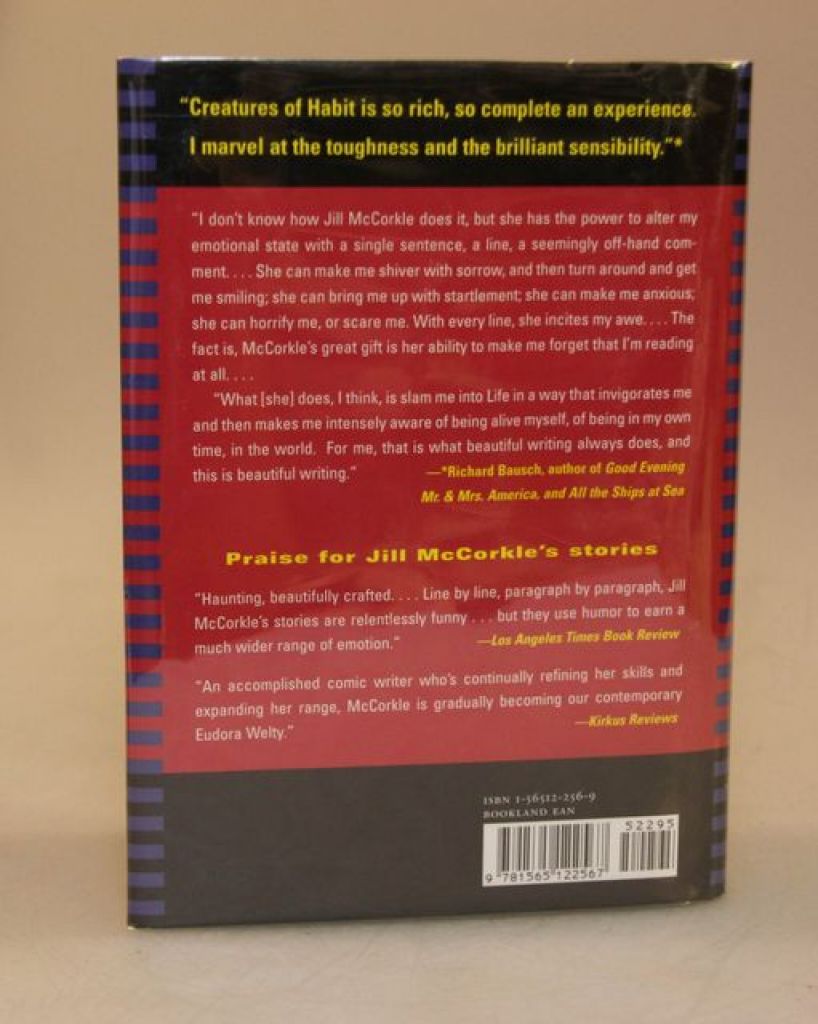 "Creatures of Habit is so rich, so complete an experience.
I marvel at the toughness and the brilliant sensibility."*
"I don't know how Jill McCorkle does it, but she has the power to alter my
emotional state with a single sentence, a line, a seemingly off-hand com-
ment. . . . She can make me shiver with sorrow, and then turn around and get
me smiling; she can bring me up with startlement; she can make me anxious;
she can horrify me, or scare me. With every line, she incites my awe. . . . The
fact is, McCorkle's great gift is her ability to make me forget that I'm reading
at all. . . .
"What [she] does, I think, is slam me into Life in a way that invigorates me
and then makes me intensely aware of being alive myself, of being in my own
time, in the world. For me, that is what beautiful writing always does, and
this is beautiful writing." —*Richard Bausch, author of Good Evening
Mr. & Mrs. America, and All the Ships at Sea
Praise for Jill McCorkle's stories
"Haunting, beautifully crafted. . . . Line by line, paragraph by paragraph, Jill
McCorkle's stories are relentlessly funny . . . but they use humor to earn a
much wider range of emotion." —Los Angeles Times Book Review
"An accomplished comic writer who's continually refining her skills and
expanding her range, McCorkle is gradually becoming our contemporary
Eudora Welty." —Kirkus Reviews
ISBN 1-56512-256-9
BOOKLAND EAN
52295
9 781565 122567